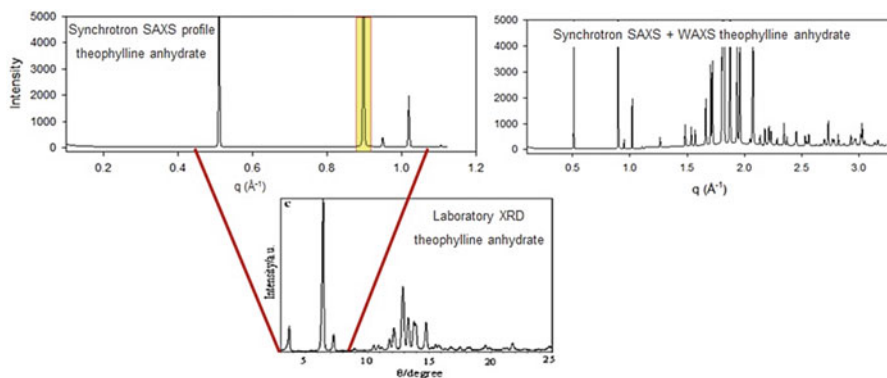 5000
4000
3000
2000
1000
0
Intensity
Synchrotron SAXS profile
theophylline anhydrate
0.2 0.4 0.6 0.8 1.0 1.2
q (Å⁻¹)
5000
4000
3000
2000
1000
0
Synchrotron SAXS + WAXS theophylline anhydrate
0.5 1.0 1.5 2.0 2.5 3.0
q (Å⁻¹)
c
Intensity/a.u.
Laboratory XRD
theophylline anhydrate
5 10 15 20 25
θ/degree